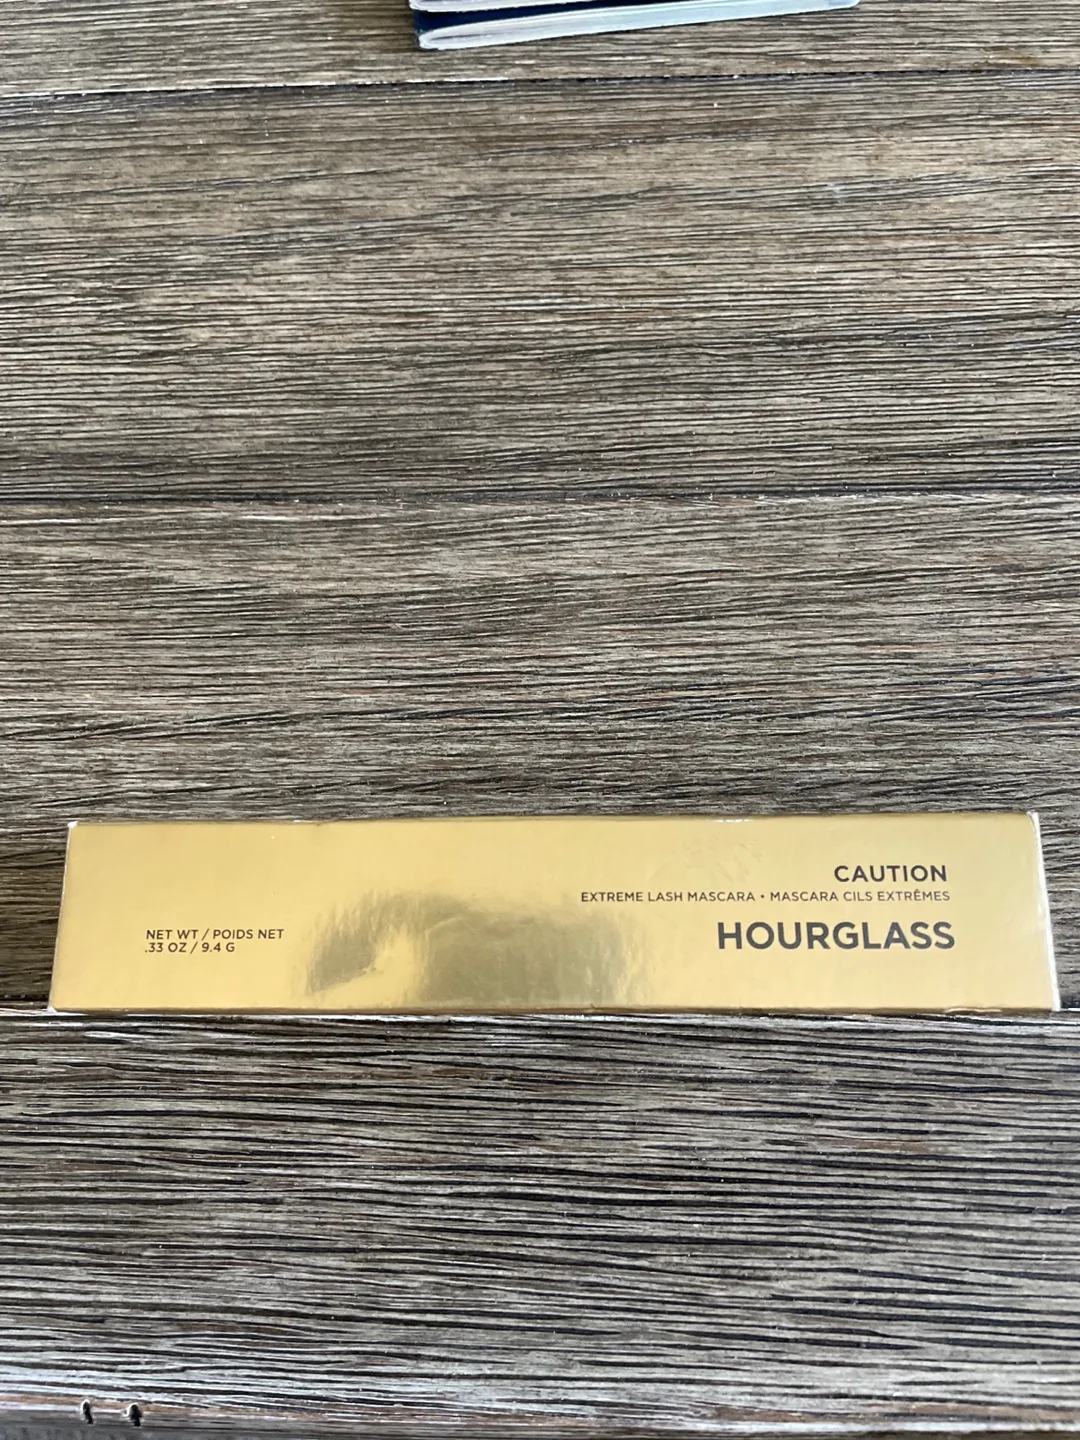 CAUTION
EXTREME LASH MASCARA • MASCARA CILS EXTRÊMES
HOURGLASS
NET WT / POIDS NET
.33 OZ / 9.4 G